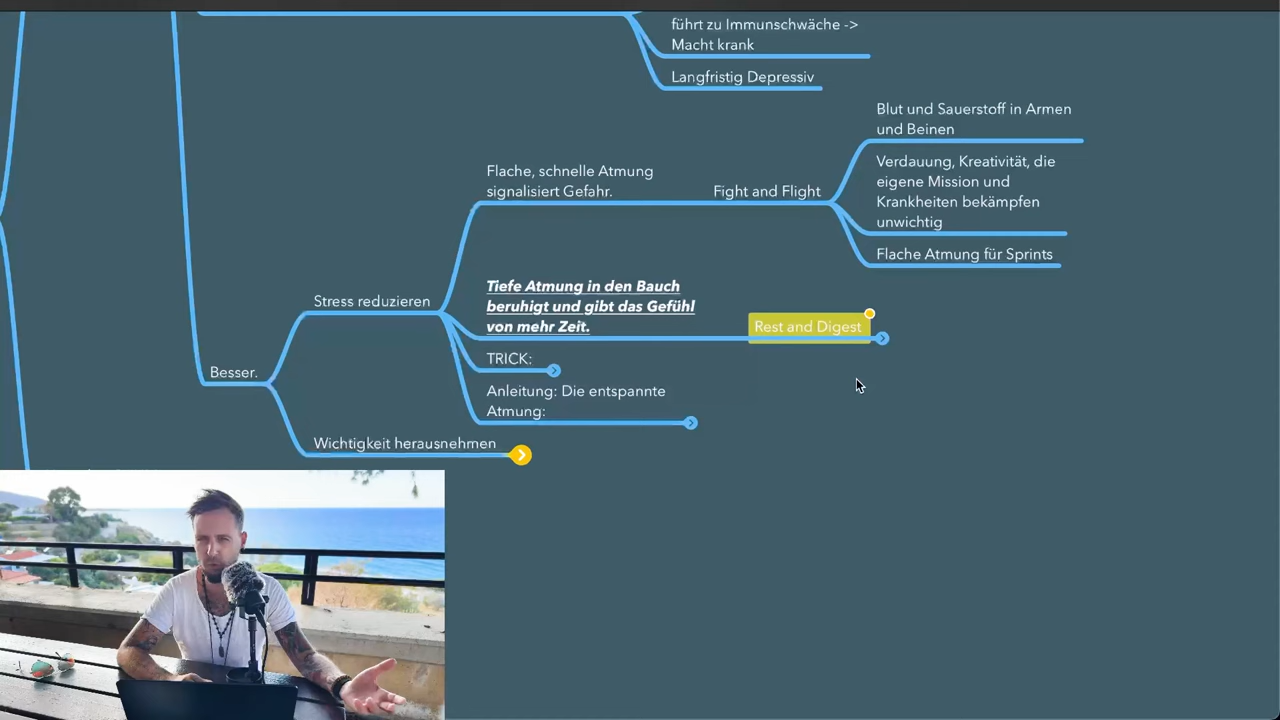 führt zu Immunschwäche ->
Macht krank
Langfristig Depressiv
Blut und Sauerstoff in Armen
und Beinen
Verdauung, Kreativität, die
eigene Mission und
Krankheiten bekämpfen
unwichtig
Flache Atmung für Sprints
Flache, schnelle Atmung
signalisiert Gefahr.
Fight and Flight
Tiefe Atmung in den Bauch
beruhigt und gibt das Gefühl
von mehr Zeit.
Rest and Digest
Stress reduzieren
TRICK:
Anleitung: Die entspannte
Atmung:
Besser.
Wichtigkeit herausnehmen